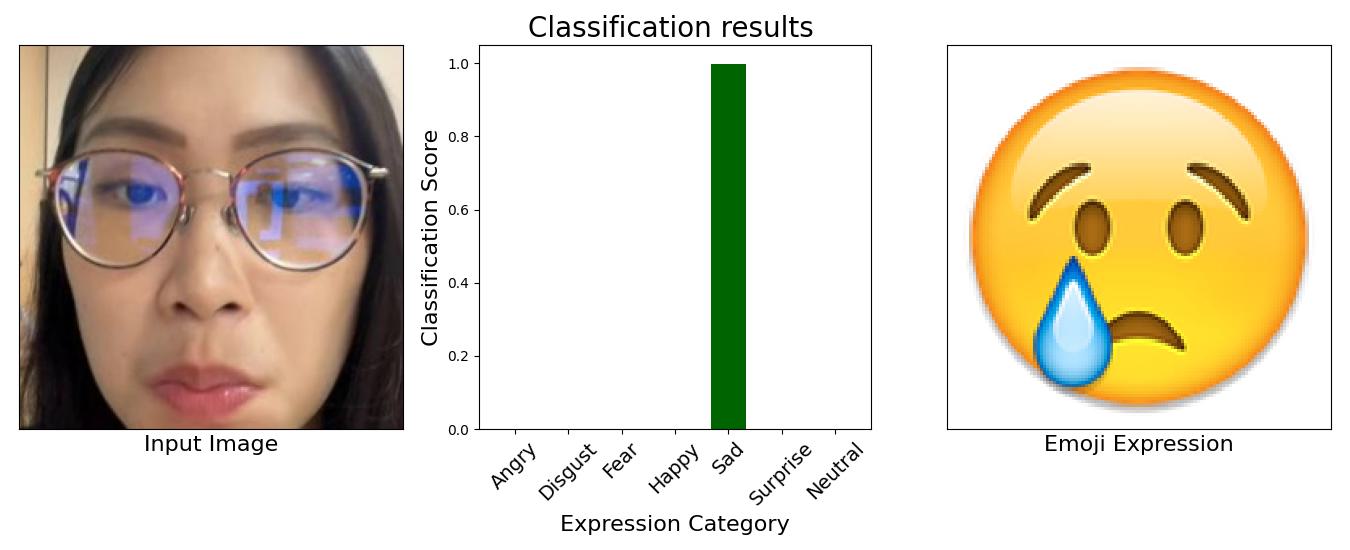 Classification results
Classification Score
1.0
0.8
0.6
0.4
0.2
0.0
Angry
Disgust
Fear
Happy
Sad
Surprise
Neutral
Expression Category
Input Image
Emoji Expression